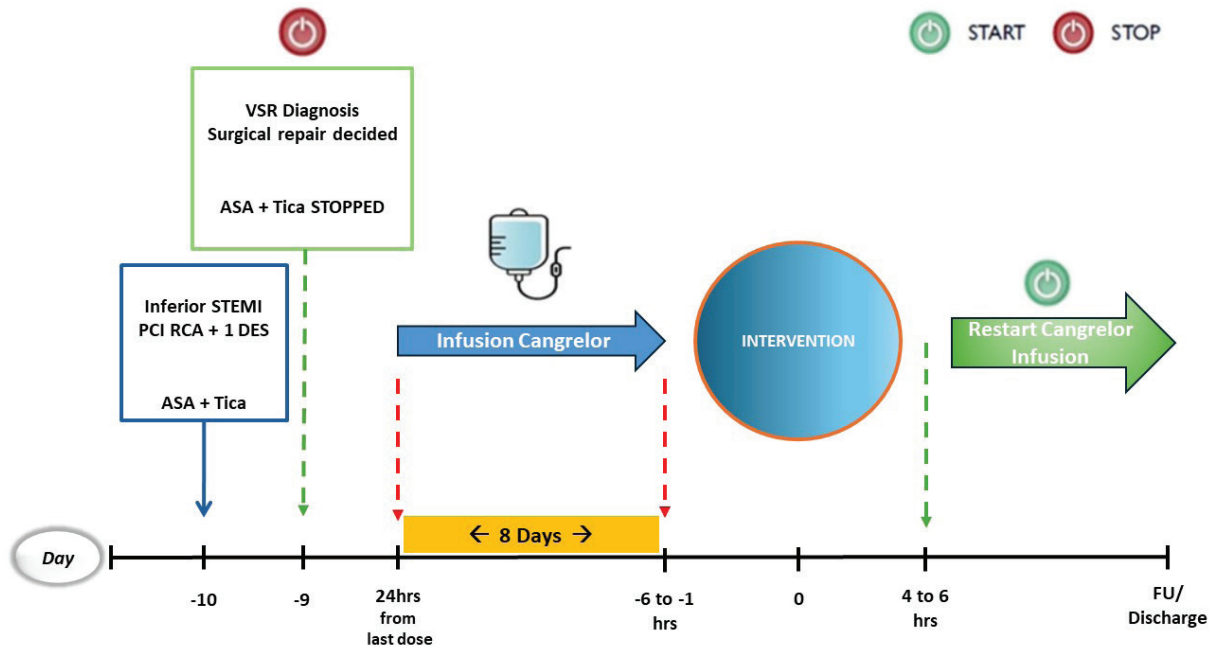 START
STOP
VSR Diagnosis
Surgical repair decided
ASA + Tica STOPPED
Inferior STEMI
PCI RCA + 1 DES
ASA + Tica
Infusion Cangrelor
INTERVENTION
Restart Cangrelor
Infusion
← 8 Days →
Day
-10
-9
24hrs
from
last dose
-6 to -1
hrs
0
4 to 6
hrs
FU/
Discharge